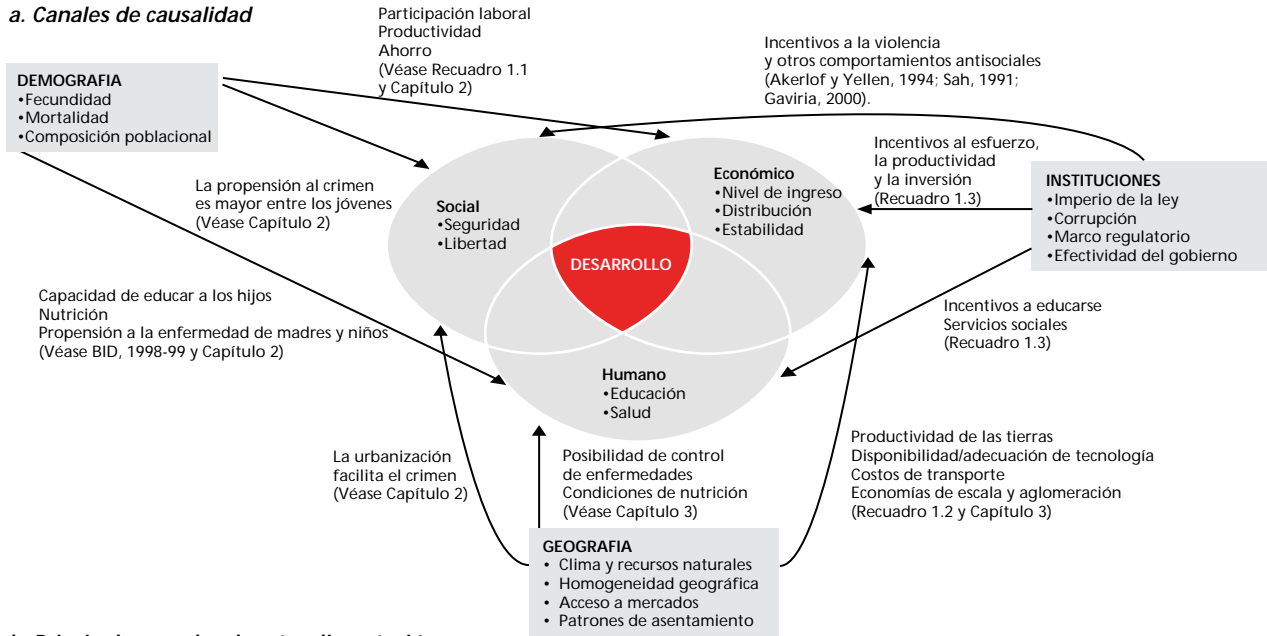 a. Canales de causalidad
Participación laboral
Productividad
Ahorro
(Véase Recuadro 1.1
y Capítulo 2)
Incentivos a la violencia
y otros comportamientos antisociales
(Akerlof y Yellen, 1994; Sah, 1991;
Gaviria, 2000).
DEMOGRAFIA
•Fecundidad
•Mortalidad
•Composición poblacional
Incentivos al esfuerzo,
la productividad
y la inversión
(Recuadro 1.3)
INSTITUCIONES
•Imperio de la ley
•Corrupción
•Marco regulatorio
•Efectividad del gobierno
La propensión al crimen
es mayor entre los jóvenes
(Véase Capítulo 2)
Social
•Seguridad
•Libertad
Económico
•Nivel de ingreso
•Distribución
•Estabilidad
DESARROLLO
Capacidad de educar a los hijos
Nutrición
Propensión a la enfermedad de madres y niños
(Véase BID, 1998-99 y Capítulo 2)
Incentivos a educarse
Servicios sociales
(Recuadro 1.3)
Humano
•Educación
•Salud
La urbanización
facilita el crimen
(Véase Capítulo 2)
Posibilidad de control
de enfermedades
Condiciones de nutrición
(Véase Capítulo 3)
Productividad de las tierras
Disponibilidad/adecuación de tecnología
Costos de transporte
Economías de escala y aglomeración
(Recuadro 1.2 y Capítulo 3)
GEOGRAFIA
• Clima y recursos naturales
• Homogeneidad geográfica
• Acceso a mercados
• Patrones de asentamiento